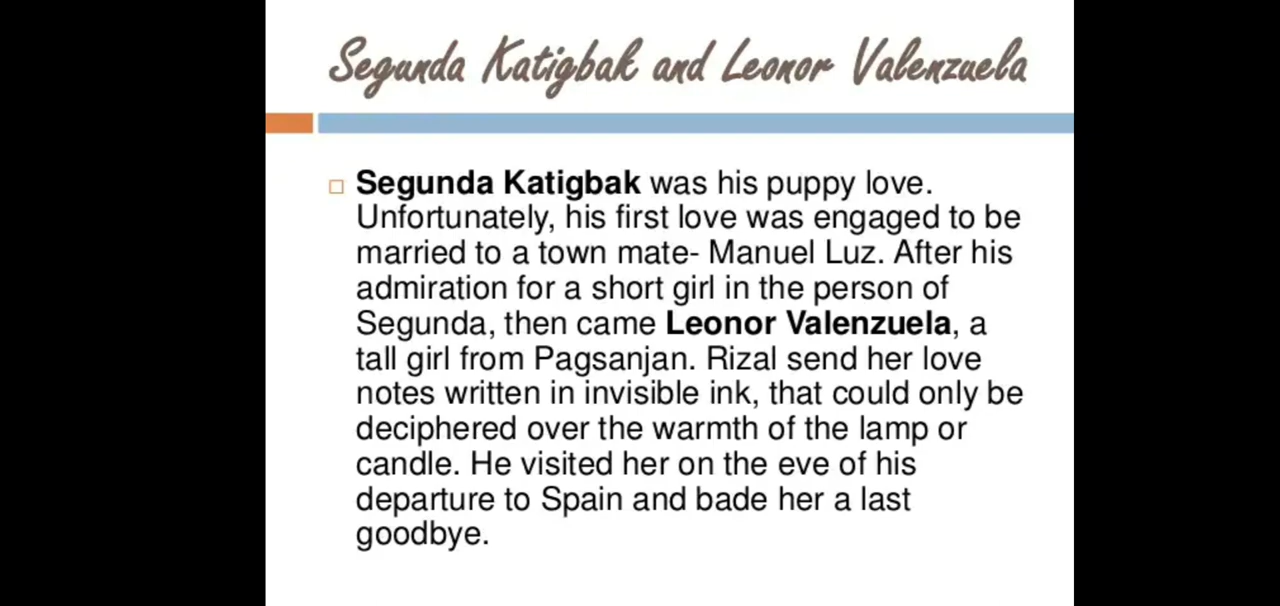 Segunda Katigbak and Leonor Valenzuela
Segunda Katigbak was his puppy love.
Unfortunately, his first love was engaged to be
married to a town mate- Manuel Luz. After his
admiration for a short girl in the person of
Segunda, then came Leonor Valenzuela, a
tall girl from Pagsanjan. Rizal send her love
notes written in invisible ink, that could only be
deciphered over the warmth of the lamp or
candle. He visited her on the eve of his
departure to Spain and bade her a last
goodbye.